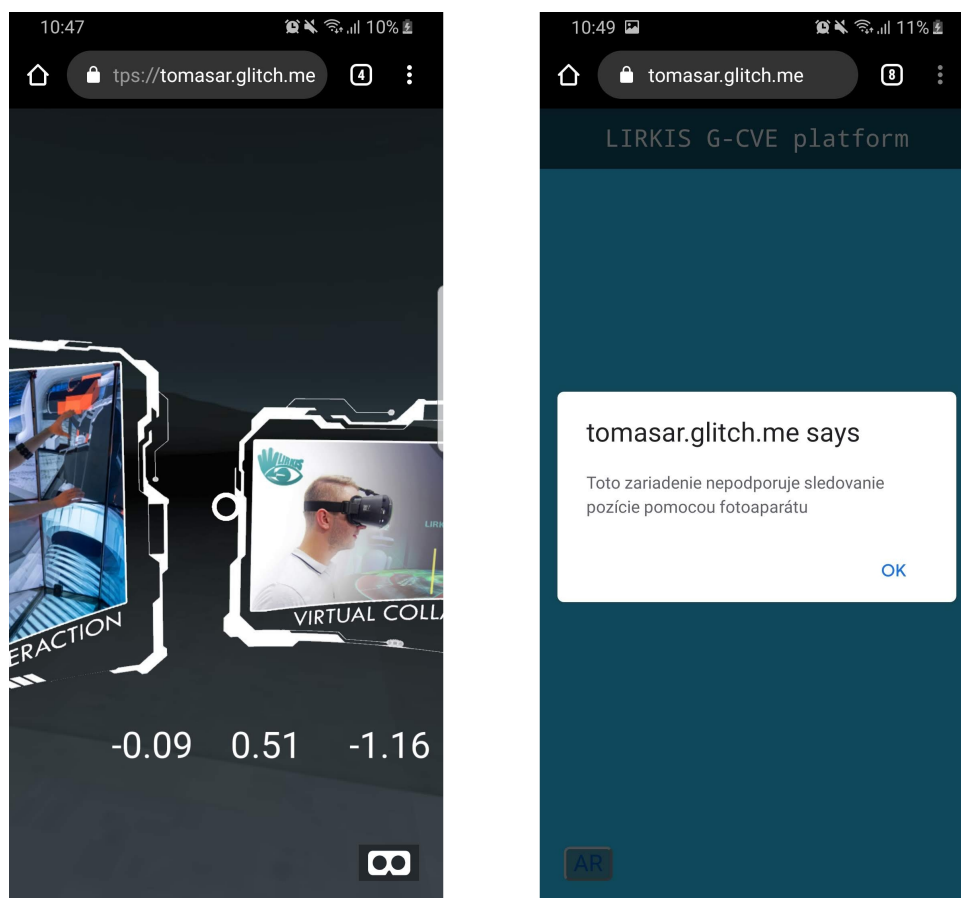 10:47
10%
tps://tomasar.glitch.me
4
LIRKIS
ERACTION
VIRTUAL COLLA
-0.09 0.51 -1.16
10:49
11%
tomasar.glitch.me
8
LIRKIS G-CVE platform
tomasar.glitch.me says
Toto zariadenie nepodporuje sledovanie
pozície pomocou fotoaparátu
OK
AR